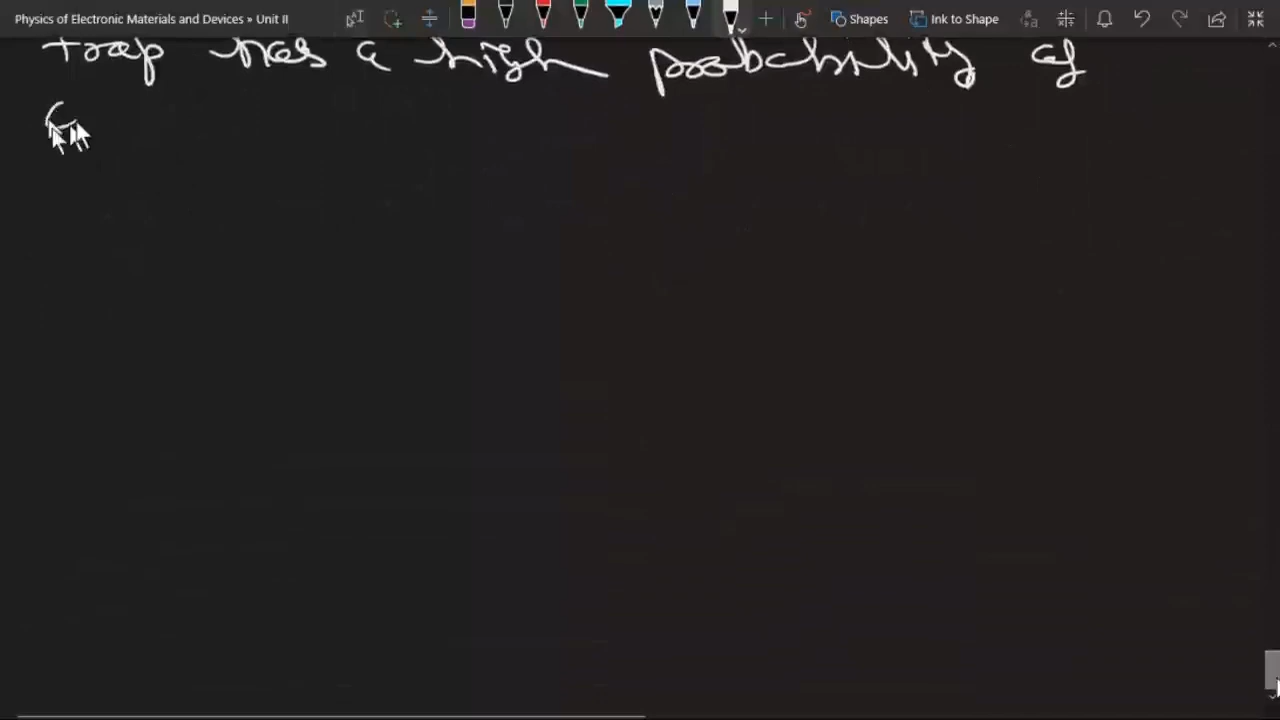 Physics of Electronic Materials and Devices » Unit II
Shapes
Ink to Shape
trap has a high probability of